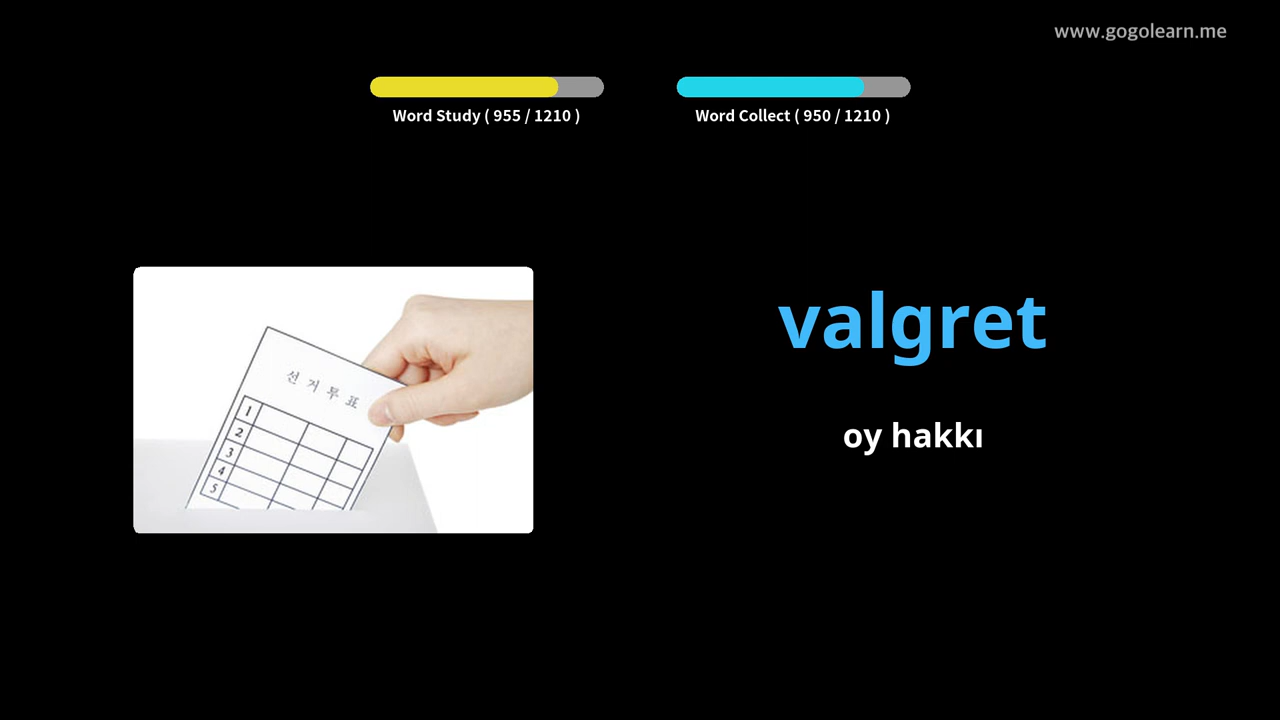 www.gogolearn.me
Word Study ( 955 / 1210 )
Word Collect ( 950 / 1210 )
선거투표
1
2
3
4
5
valgret
oy hakkı